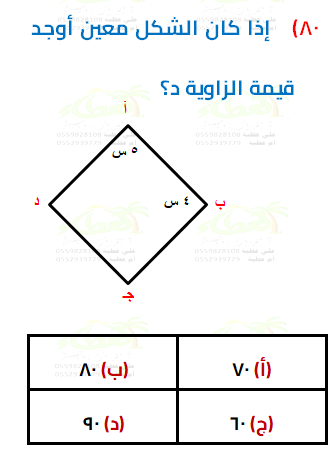 ٨٠) إذا كان الشكل معين أوجد
قيمة الزاوية د؟
أ
٥ س
د
٤ س
ب
جـ
(أ) ٧٠
(ب) ٨٠
(ج) ٦٠
(د) ٩٠